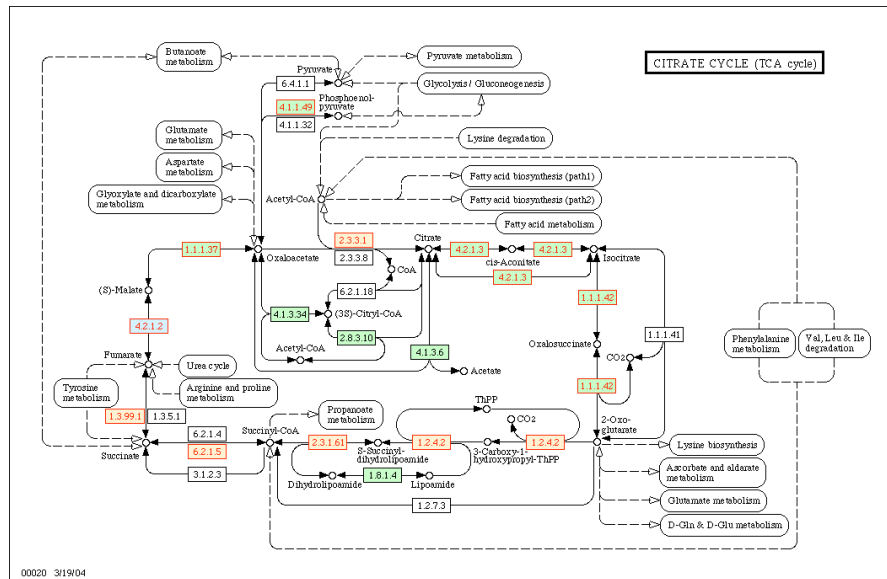 Butanoate
metabolism
Pyruvate
Pyruvate metabolism
CITRATE CYCLE (TCA cycle)
6.4.1.1
Glycolysis / Gluconeogenesis
4.1.1.49
Phosphoenol-
pyruvate
4.1.1.32
Glutamate
metabolism
Lysine degradation
Aspartate
metabolism
Fatty acid biosynthesis (path1)
Glyoxylate and dicarboxylate
metabolism
Acetyl-CoA
Fatty acid biosynthesis (path2)
Fatty acid metabolism
1.1.1.37
2.3.3.1
Citrate
4.2.1.3
4.2.1.3
Oxaloacetate
2.3.3.8
cis-Aconitate
Isocitrate
CoA
4.2.1.3
(S)-Malate
6.2.1.18
1.1.1.42
4.1.3.34
(3S)-Citryl-CoA
4.2.1.2
2.8.3.10
1.1.1.41
Oxalosuccinate
Phenylalanine
metabolism
Val, Leu & Ile
degradation
4.1.3.6
Fumarate
Acetyl-CoA
CO2
Urea cycle
Acetate
Tyrosine
metabolism
Arginine and proline
metabolism
1.1.1.42
ThPP
1.3.99.1
1.3.5.1
Propanoate
metabolism
CO2
2-Oxo-
glutarate
6.2.1.4
Succinyl-CoA
2.3.1.61
1.2.4.2
1.2.4.2
Lysine biosynthesis
Succinate
6.2.1.5
S-Succinyl-
dihydrolipoamide
3-Carboxy-1-
hydroxypropyl-ThPP
Ascorbate and aldarate
metabolism
3.1.2.3
1.8.1.4
Dihydrolipoamide
Lipoamide
Glutamate metabolism
1.2.7.3
D-Gln & D-Glu metabolism
00020 3/19/04